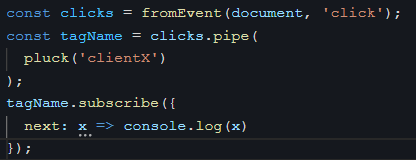 const clicks = fromEvent(document, 'click');
const tagName = clicks.pipe(
  pluck('clientX')
);
tagName.subscribe({
  next: x => console.log(x)
});